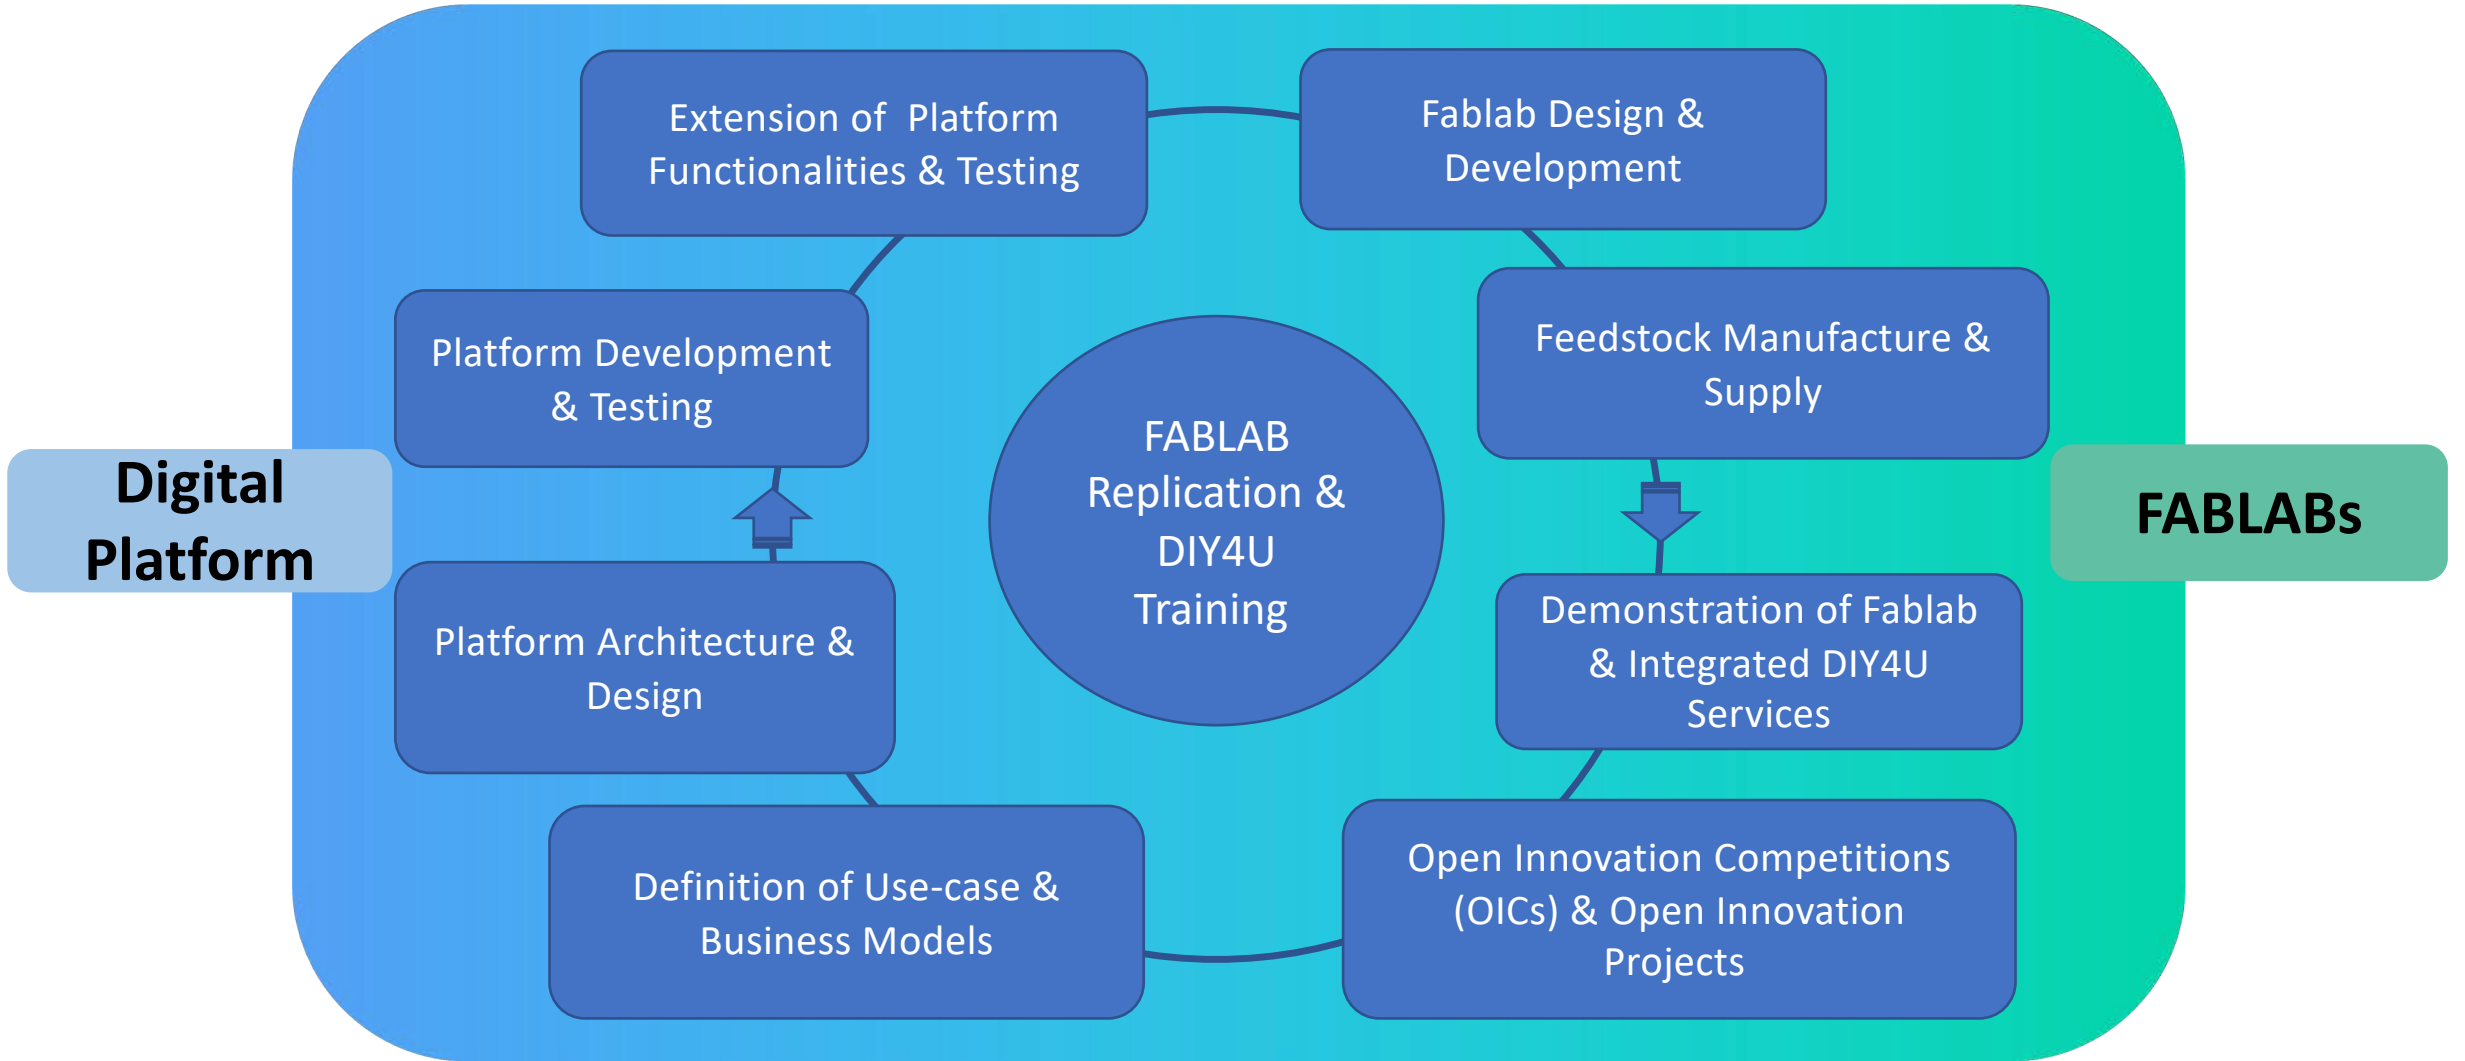 Extension of Platform
Functionalities & Testing
Fablab Design &
Development
Platform Development
& Testing
Feedstock Manufacture &
Supply
Digital
Platform
FABLAB
Replication &
DIY4U
Training
FABLABs
Platform Architecture &
Design
Demonstration of Fablab
& Integrated DIY4U
Services
Definition of Use-case &
Business Models
Open Innovation Competitions
(OICs) & Open Innovation
Projects